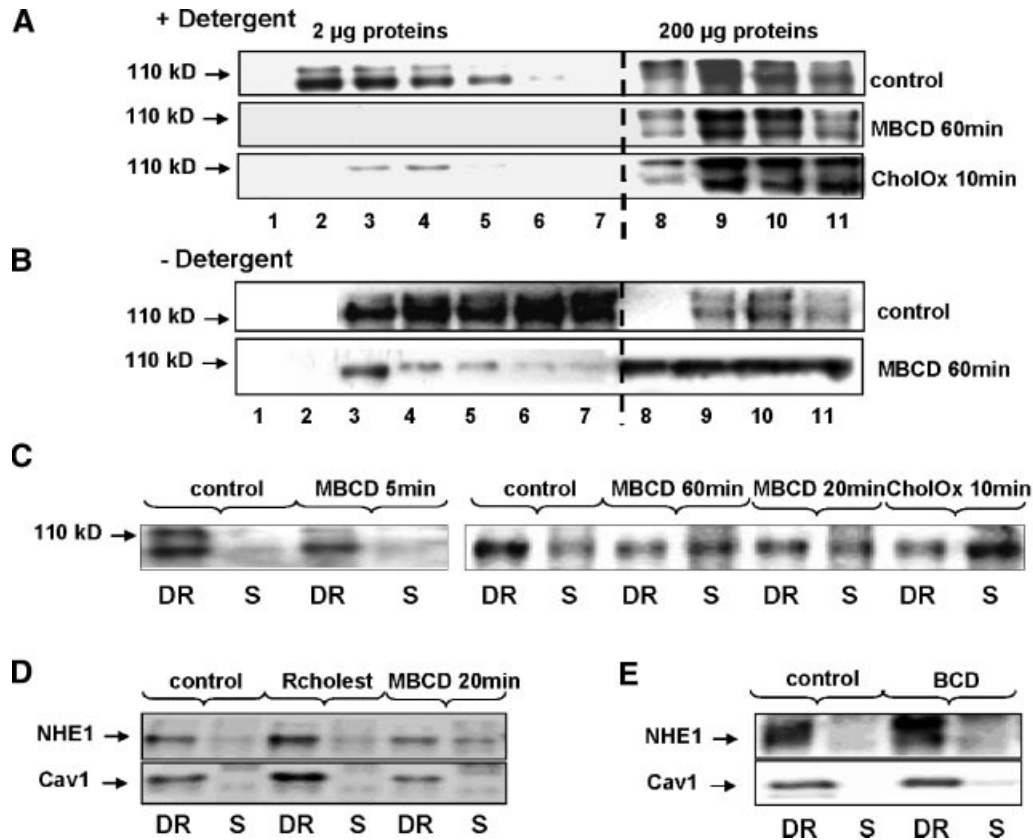 A
+ Detergent
2 µg proteins
200 µg proteins
110 kD
control
110 kD
MBCD 60min
110 kD
CholOx 10min
1 2 3 4 5 6 7 8 9 10 11
B
- Detergent
110 kD
control
110 kD
MBCD 60min
1 2 3 4 5 6 7 8 9 10 11
C
control MBCD 5min control MBCD 60min MBCD 20min CholOx 10min
110 kD
DR S DR S DR S DR S DR S DR S
D
control Rcholest MBCD 20min
NHE1
Cav1
DR S DR S DR S
E
control BCD
NHE1
Cav1
DR S DR S